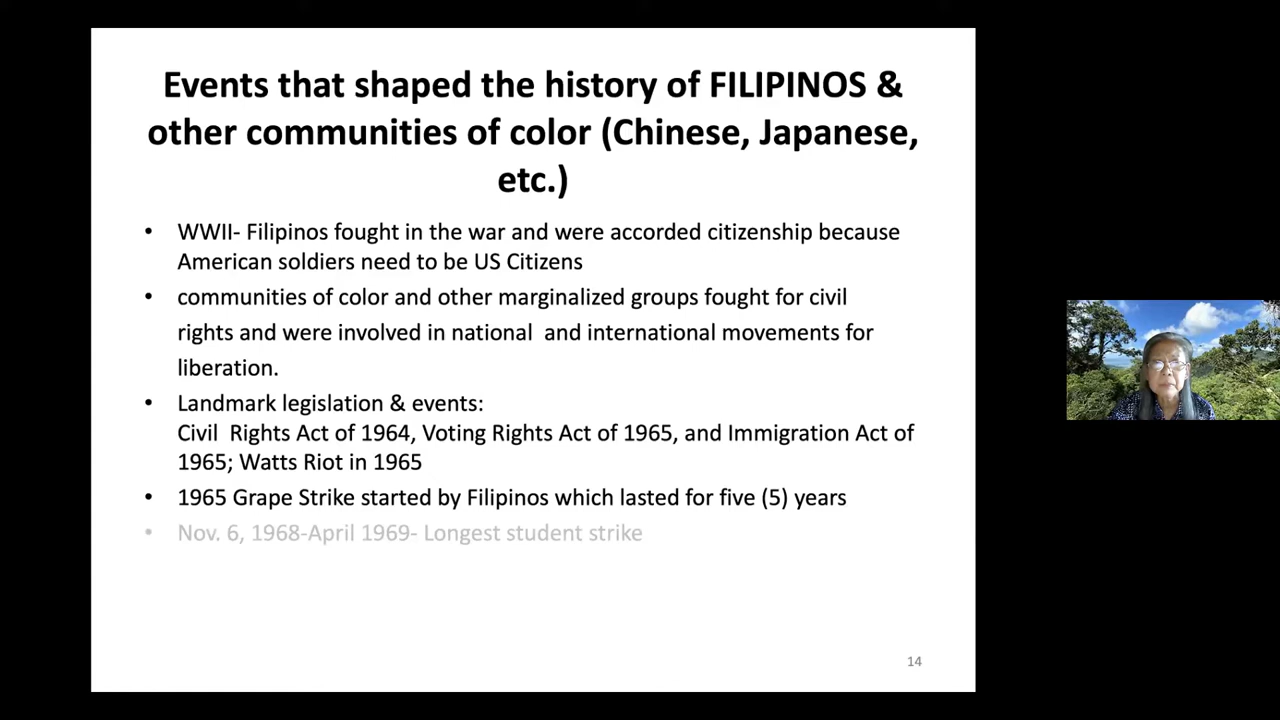 Events that shaped the history of FILIPINOS &
other communities of color (Chinese, Japanese,
etc.)
• WWII- Filipinos fought in the war and were accorded citizenship because
American soldiers need to be US Citizens
• communities of color and other marginalized groups fought for civil
rights and were involved in national and international movements for
liberation.
• Landmark legislation & events:
Civil Rights Act of 1964, Voting Rights Act of 1965, and Immigration Act of
1965; Watts Riot in 1965
• 1965 Grape Strike started by Filipinos which lasted for five (5) years
• Nov. 6, 1968-April 1969- Longest student strike
14